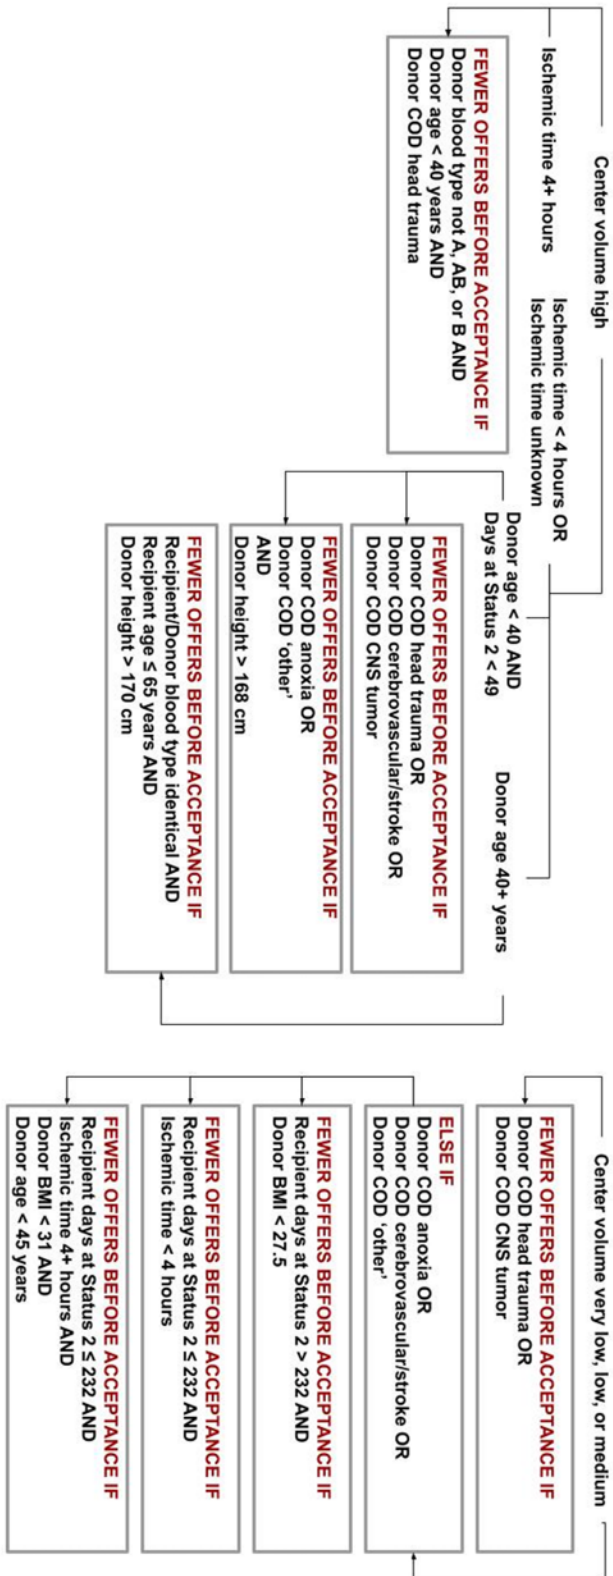 Center volume high
Ischemic time 4+ hours
FEWER OFFERS BEFORE ACCEPTANCE IF
Donor blood type not A, AB, or B AND
Donor age < 40 years AND
Donor COD head trauma
Ischemic time < 4 hours OR
Ischemic time unknown
Donor age < 40 AND
Days at Status 2 < 49
FEWER OFFERS BEFORE ACCEPTANCE IF
Donor COD head trauma OR
Donor COD cerebrovascular/stroke OR
Donor COD CNS tumor
FEWER OFFERS BEFORE ACCEPTANCE IF
Donor COD anoxia OR
Donor COD ‘other’
AND
Donor height > 168 cm
Donor age 40+ years
FEWER OFFERS BEFORE ACCEPTANCE IF
Recipient/Donor blood type identical AND
Recipient age ≤ 65 years AND
Donor height > 170 cm
Center volume very low, low, or medium
FEWER OFFERS BEFORE ACCEPTANCE IF
Donor COD head trauma OR
Donor COD CNS tumor
ELSE IF
Donor COD anoxia OR
Donor COD cerebrovascular/stroke OR
Donor COD ‘other’
FEWER OFFERS BEFORE ACCEPTANCE IF
Recipient days at Status 2 > 232 AND
Donor BMI < 27.5
FEWER OFFERS BEFORE ACCEPTANCE IF
Recipient days at Status 2 ≤ 232 AND
Ischemic time < 4 hours
FEWER OFFERS BEFORE ACCEPTANCE IF
Recipient days at Status 2 ≤ 232 AND
Ischemic time 4+ hours AND
Donor BMI < 31 AND
Donor age < 45 years